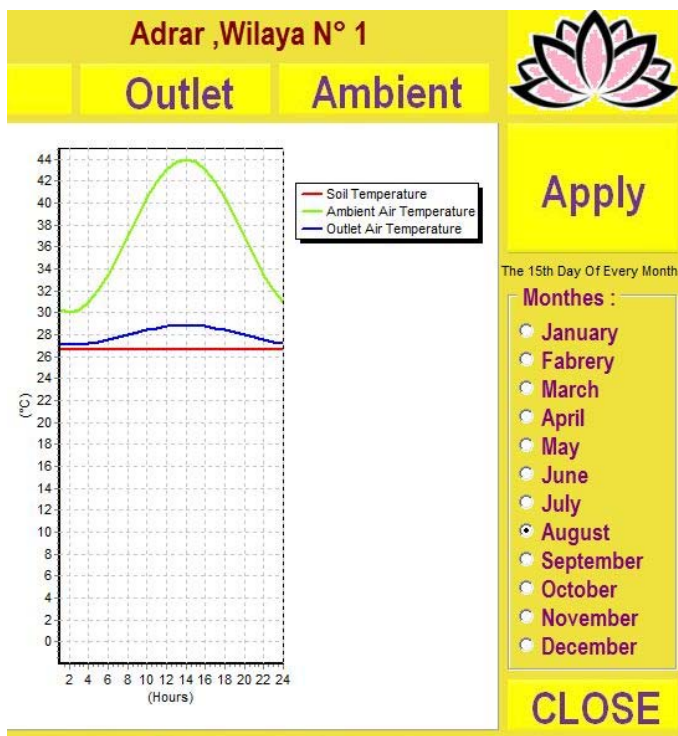 Adrar ,Wilaya N° 1
Outlet
Ambient
44
42
40
38
36
34
32
30
28
26
24
22
20
18
16
14
12
10
8
6
4
2
0
(°C)
2 4 6 8 10 12 14 16 18 20 22 24
(Hours)
Soil Temperature
Ambient Air Temperature
Outlet Air Temperature
Apply
The 15th Day Of Every Month
Monthes :
January
Fabrery
March
April
May
June
July
August
September
October
November
December
CLOSE